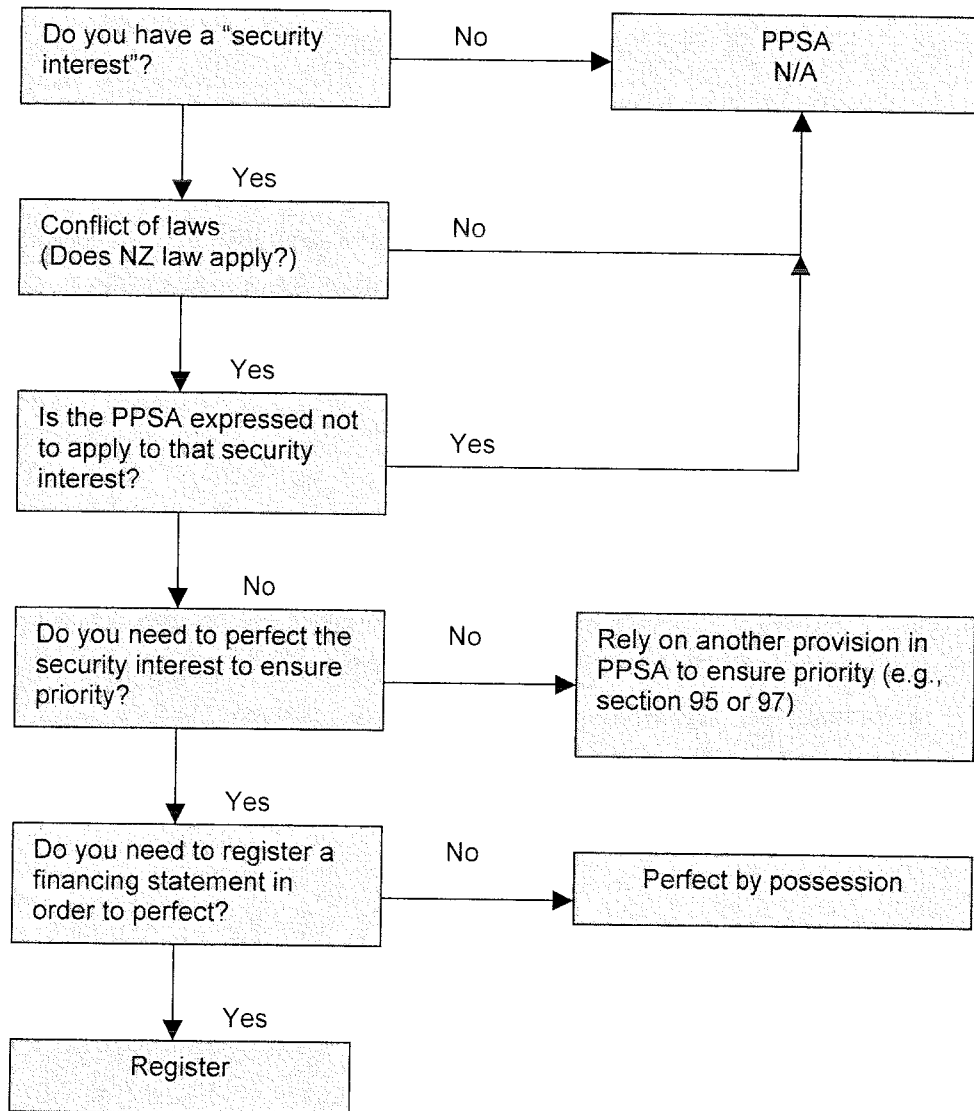 Do you have a “security
interest”?
No
PPSA
N/A
Yes
Conflict of laws
(Does NZ law apply?)
No
Yes
Is the PPSA expressed not
to apply to that security
interest?
Yes
No
Do you need to perfect the
security interest to ensure
priority?
No
Rely on another provision in
PPSA to ensure priority (e.g.,
section 95 or 97)
Yes
Do you need to register a
financing statement in
order to perfect?
No
Perfect by possession
Yes
Register